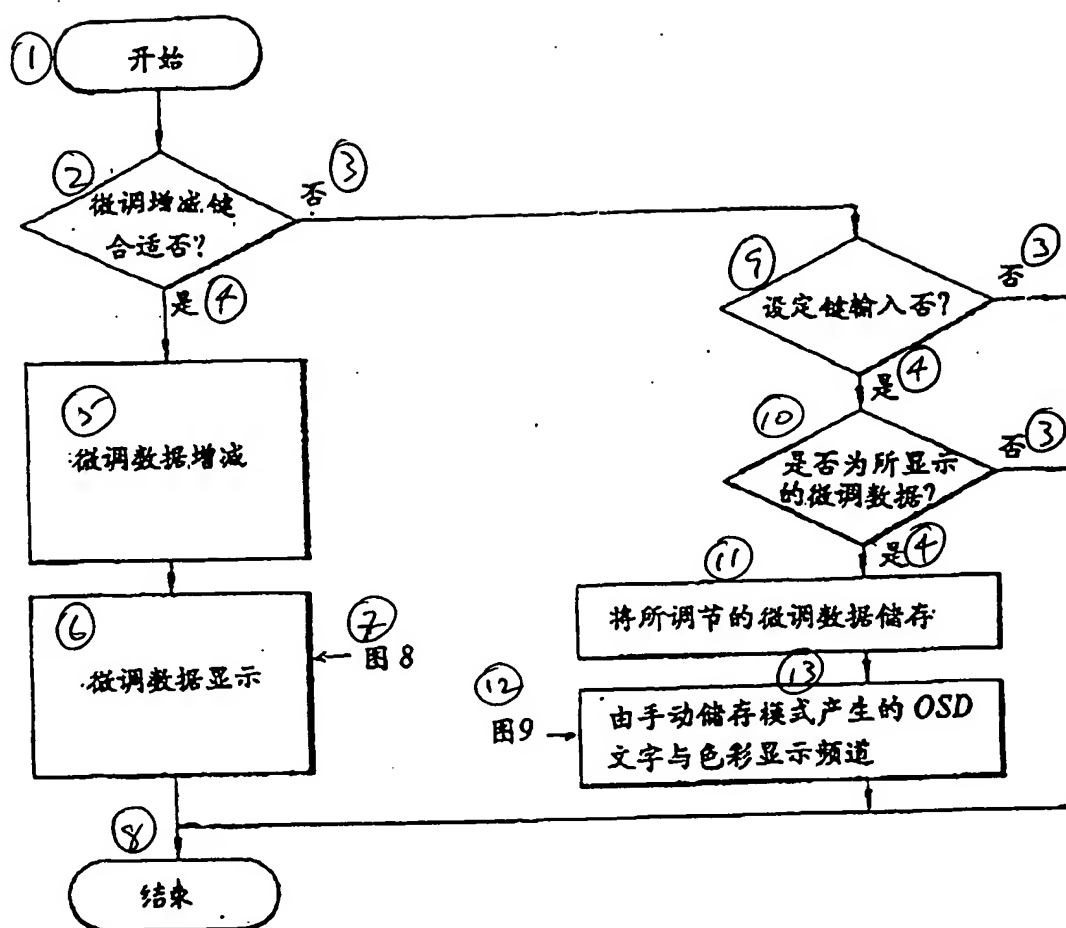 ① 开始
② 微调增减键
合适否?
否 ③
是 ④
⑤
微调数据增减
⑥
微调数据显示
⑦
图8
⑧
结束
⑨
设定键输入否?
否 ③
是 ④
⑩
是否为所显示
的微调数据?
否 ③
是 ④
⑪
将所调节的微调数据储存
⑫
图9
⑬
由手动储存模式产生的OSD
文字与色彩显示频道